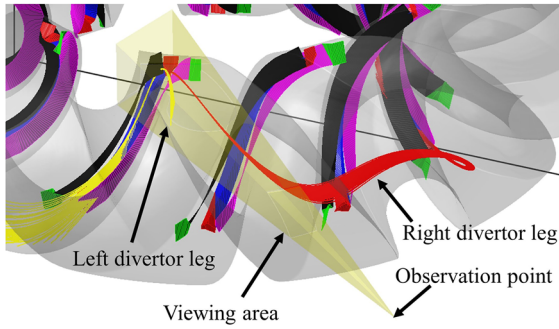 Left divertor leg
Right divertor leg
Observation point
Viewing area